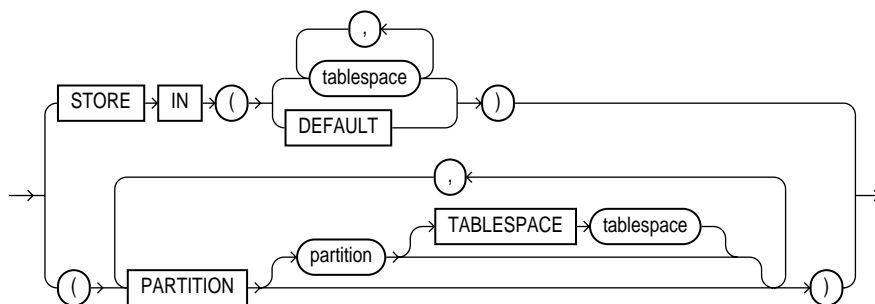 ,
tablespace
STORE IN ( )
DEFAULT
,
TABLESPACE tablespace
partition
( PARTITION )